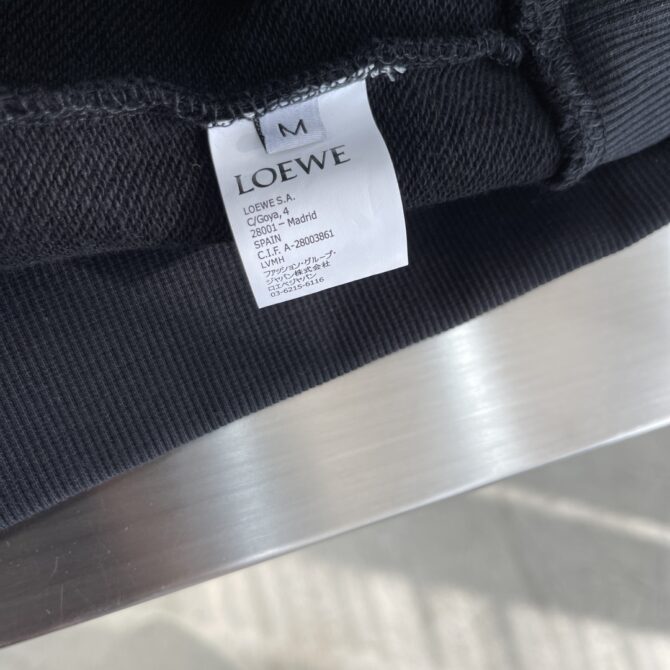 M
LOEWE
LOEWE S.A.
C/Goya, 4
28001 – Madrid
SPAIN
C.I.F. A-28003861
LVMH
ファッション・グループ・
ジャパン株式会社
ロエベジャパン
03-6215-6116